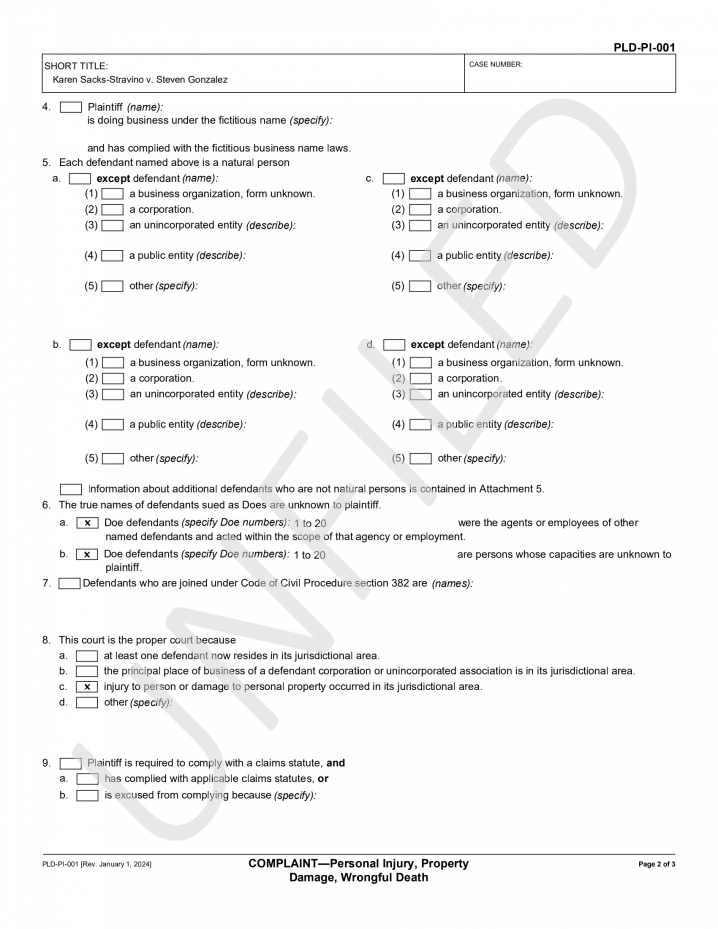 PLD-PI-001
SHORT TITLE:
Karen Sacks-Stravino v. Steven Gonzalez
CASE NUMBER:
4. Plaintiff (name):
is doing business under the fictitious name (specify):
and has complied with the fictitious business name laws.
5. Each defendant named above is a natural person
a. except defendant (name):
(1) a business organization, form unknown.
(2) a corporation.
(3) an unincorporated entity (describe):
(4) a public entity (describe):
(5) other (specify):
c. except defendant (name):
(1) a business organization, form unknown.
(2) a corporation.
(3) an unincorporated entity (describe):
(4) a public entity (describe):
(5) other (specify):
b. except defendant (name):
(1) a business organization, form unknown.
(2) a corporation.
(3) an unincorporated entity (describe):
(4) a public entity (describe):
(5) other (specify):
d. except defendant (name):
(1) a business organization, form unknown.
(2) a corporation.
(3) an unincorporated entity (describe):
(4) a public entity (describe):
(5) other (specify):
Information about additional defendants who are not natural persons is contained in Attachment 5.
6. The true names of defendants sued as Does are unknown to plaintiff.
a. x Doe defendants (specify Doe numbers): 1 to 20 were the agents or employees of other
named defendants and acted within the scope of that agency or employment.
b. x Doe defendants (specify Doe numbers): 1 to 20 are persons whose capacities are unknown to
plaintiff.
7. Defendants who are joined under Code of Civil Procedure section 382 are (names):
8. This court is the proper court because
a. at least one defendant now resides in its jurisdictional area.
b. the principal place of business of a defendant corporation or unincorporated association is in its jurisdictional area.
c. x injury to person or damage to personal property occurred in its jurisdictional area.
d. other (specify):
9. Plaintiff is required to comply with a claims statute, and
a. has complied with applicable claims statutes, or
b. is excused from complying because (specify):
UNFILED
PLD-PI-001 [Rev. January 1, 2024]
COMPLAINT—Personal Injury, Property
Damage, Wrongful Death
Page 2 of 3